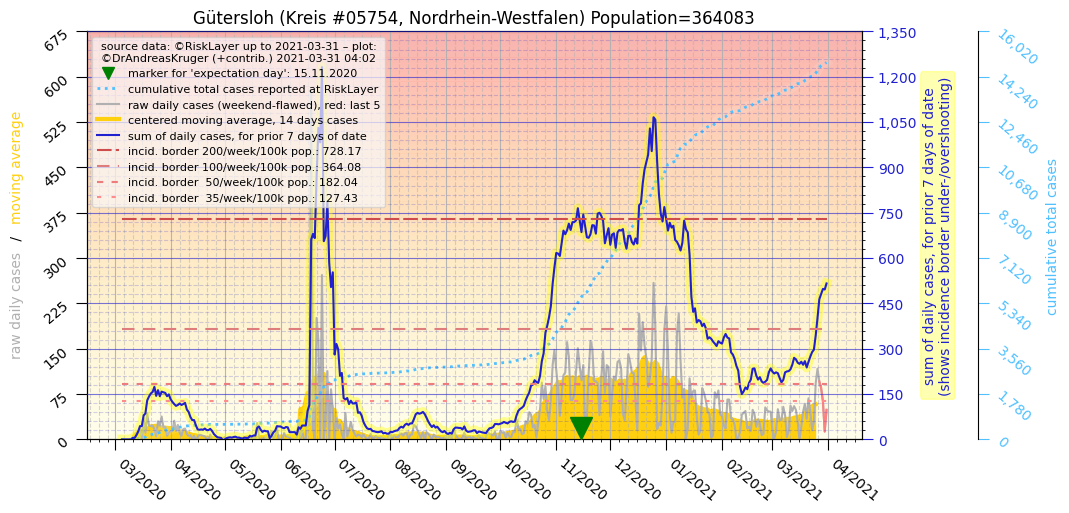 Gütersloh (Kreis #05754, Nordrhein-Westfalen) Population=364083
source data: ©RiskLayer up to 2021-03-31 – plot:
©DrAndreasKruger (+contrib.) 2021-03-31 04:02
marker for 'expectation day': 15.11.2020
cumulative total cases reported at RiskLayer
raw daily cases (weekend-flawed), red: last 5
centered moving average, 14 days cases
sum of daily cases, for prior 7 days of date
incid. border 200/week/100k pop.: 728.17
incid. border 100/week/100k pop.: 364.08
incid. border  50/week/100k pop.: 182.04
incid. border  35/week/100k pop.: 127.43
raw daily cases / moving average
675
600
525
450
375
300
225
150
75
0
03/2020
04/2020
05/2020
06/2020
07/2020
08/2020
09/2020
10/2020
11/2020
12/2020
01/2021
02/2021
03/2021
04/2021
1,350
1,200
1,050
900
750
600
450
300
150
0
sum of daily cases, for prior 7 days of date
(shows incidence border under-/overshooting)
16,020
14,240
12,460
10,680
8,900
7,120
5,340
3,560
1,780
0
cumulative total cases